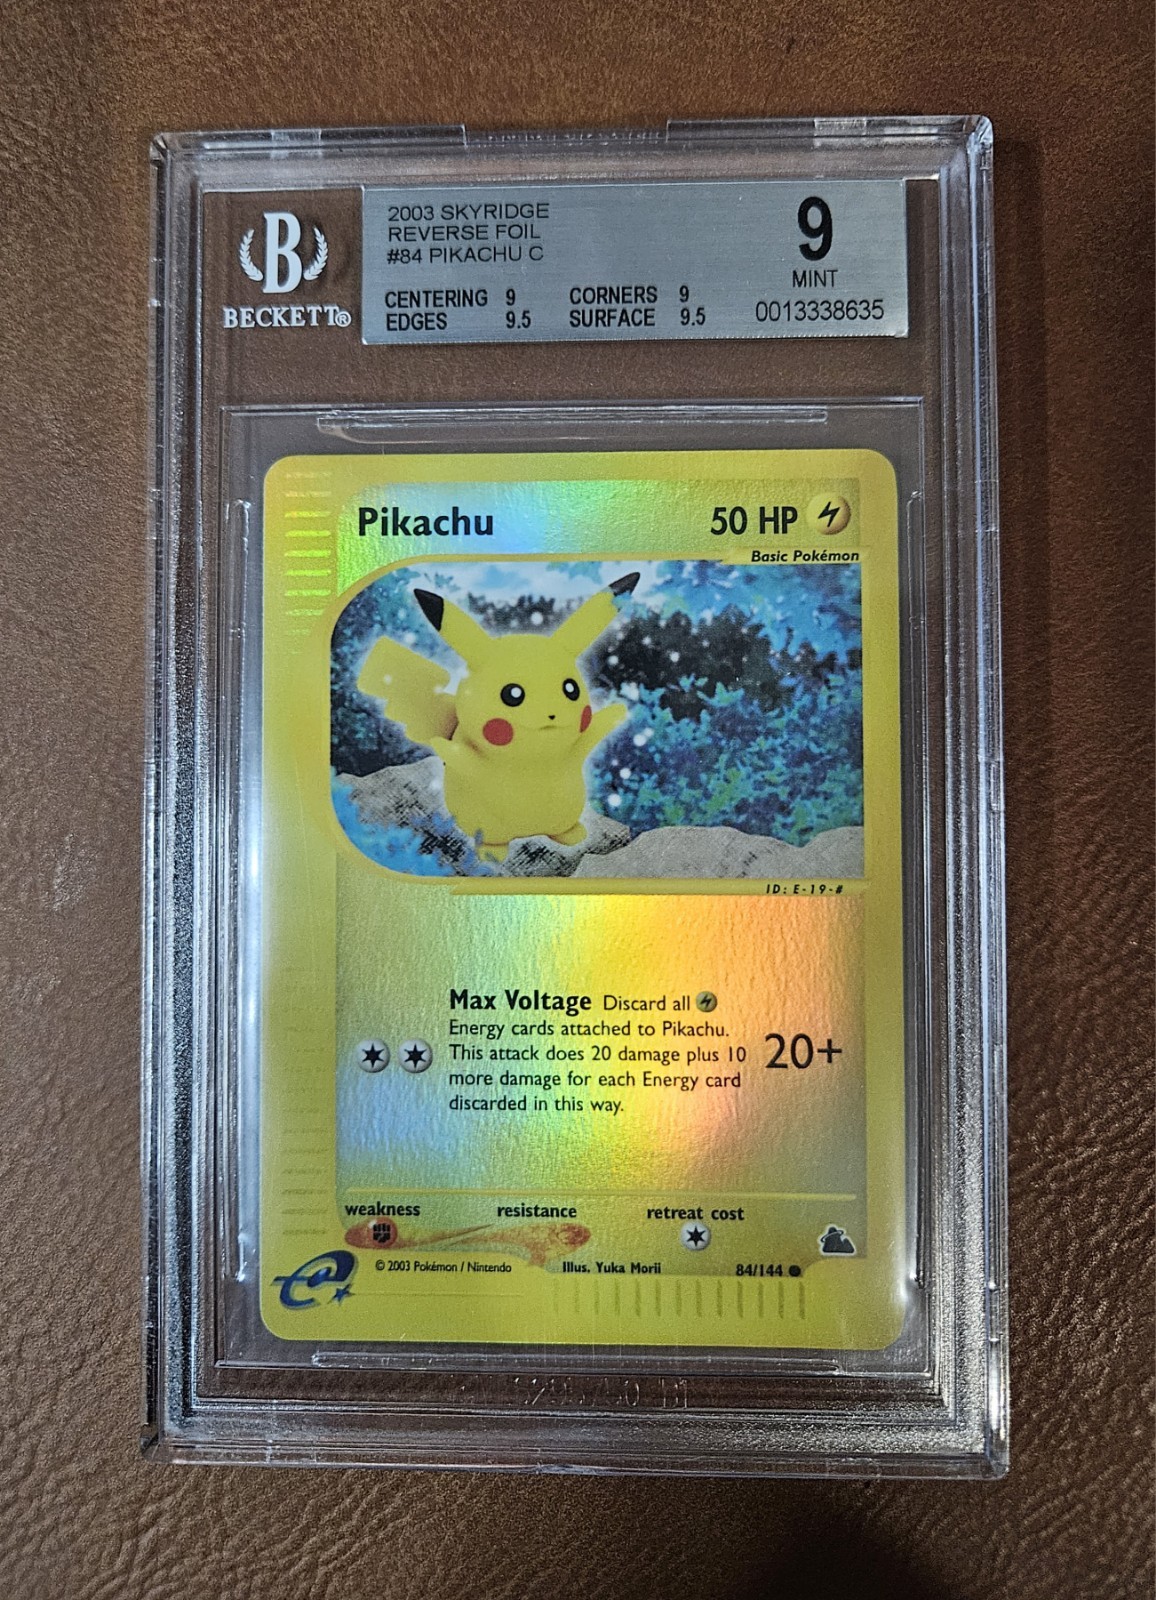 B
BECKETT®
2003 SKYRIDGE
REVERSE FOIL
#84 PIKACHU C
CENTERING 9 CORNERS 9
EDGES 9.5 SURFACE 9.5
9
MINT
0013338635
Pikachu 50 HP
Basic Pokémon
ID: E-19-#
Max Voltage Discard all
Energy cards attached to Pikachu.
This attack does 20 damage plus 10
more damage for each Energy card
discarded in this way.
20+
weakness resistance retreat cost
e
© 2003 Pokémon / Nintendo Illus. Yuka Morii 84/144 ●